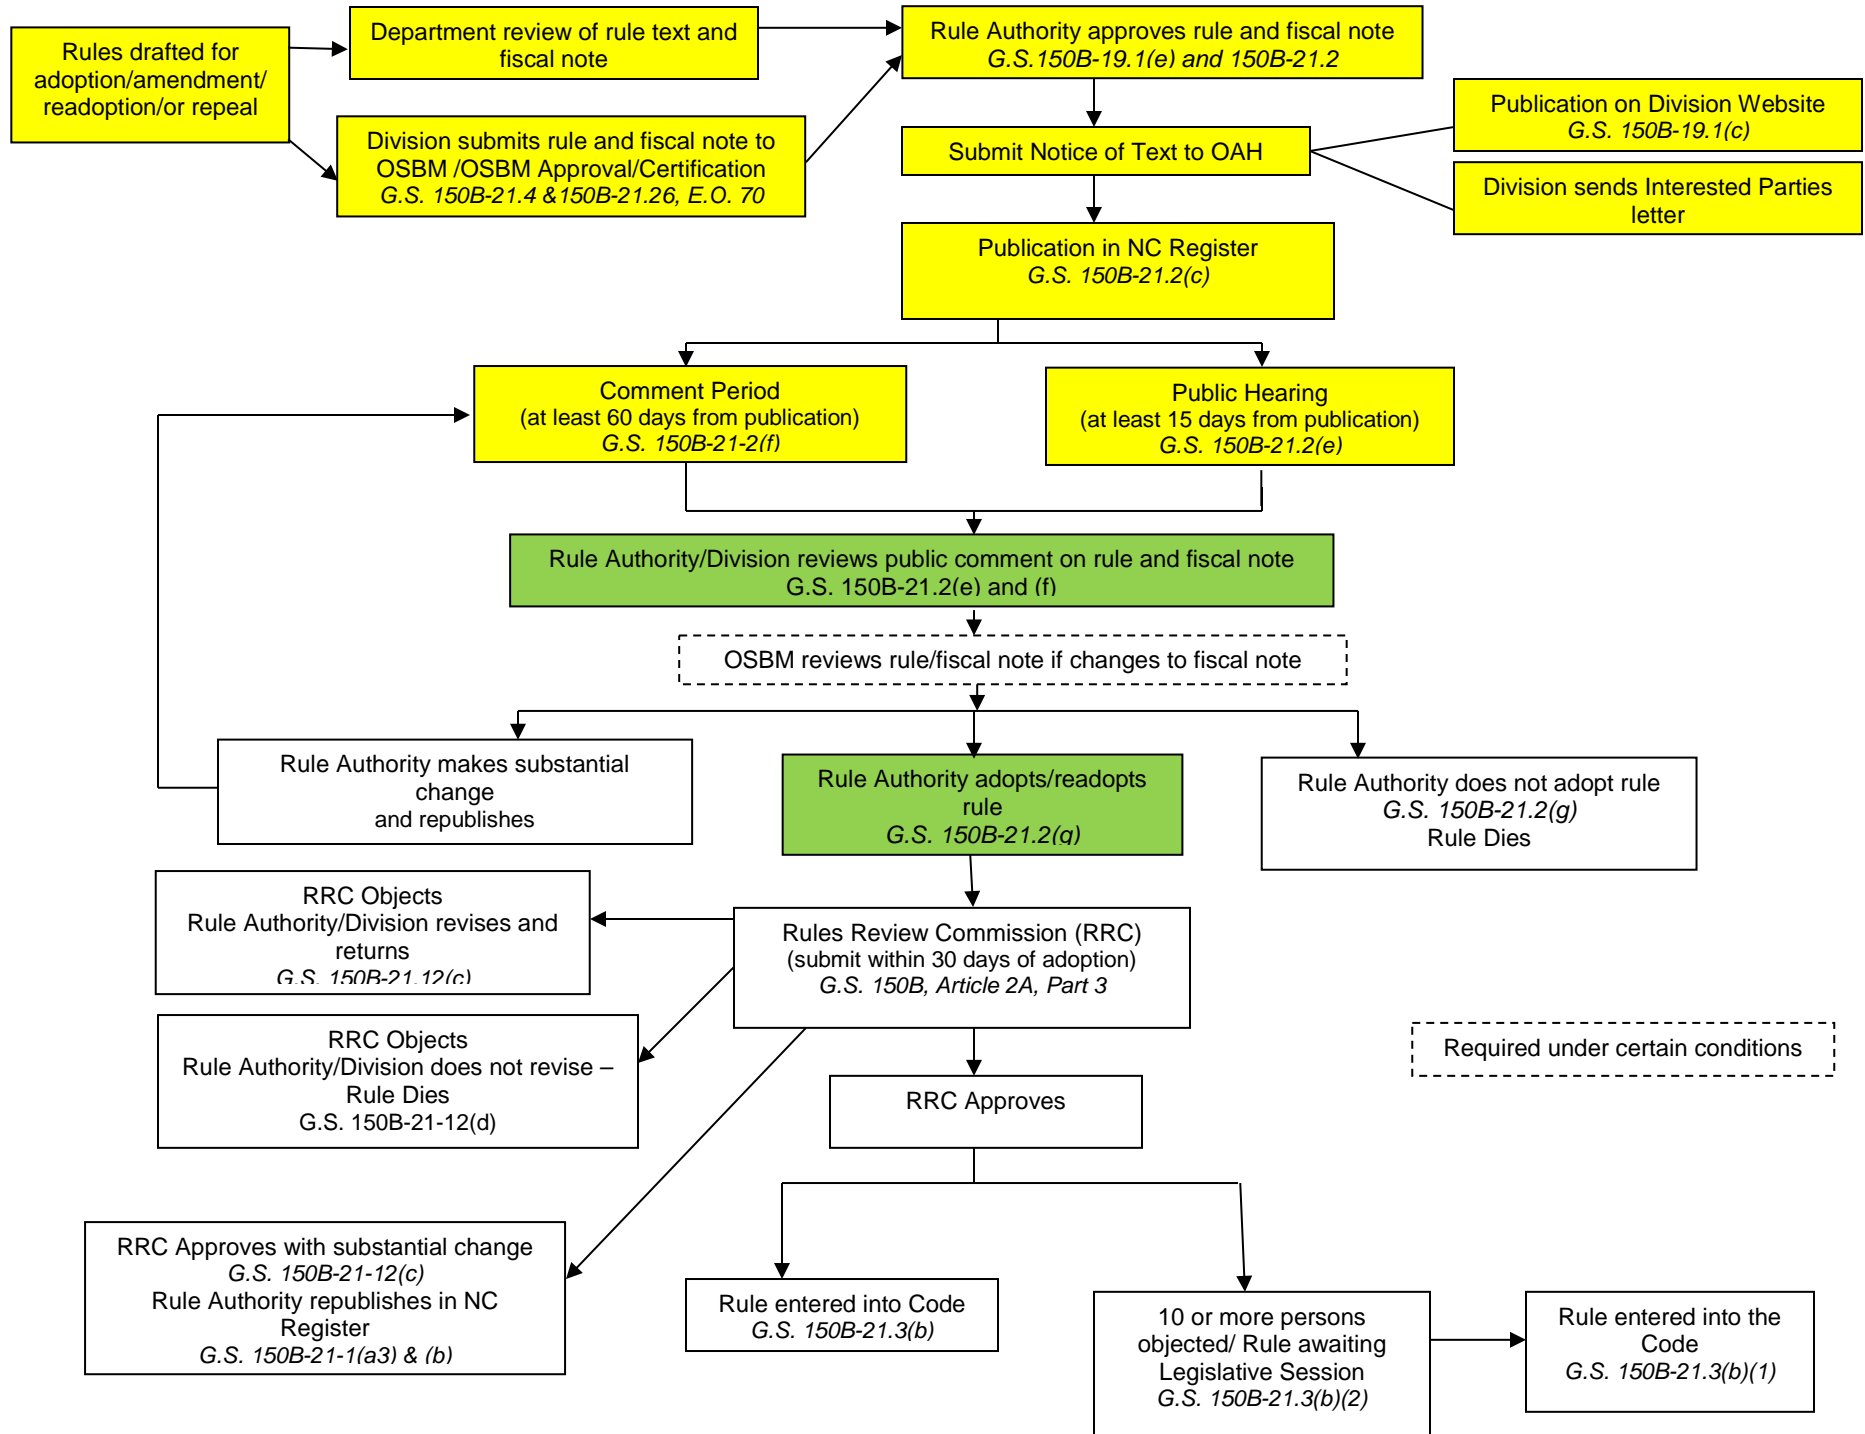 Rules drafted for
adoption/amendment/
readoption/or repeal
Department review of rule text and
fiscal note
Rule Authority approves rule and fiscal note
G.S.150B-19.1(e) and 150B-21.2
Division submits rule and fiscal note to
OSBM /OSBM Approval/Certification
G.S. 150B-21.4 &150B-21.26, E.O. 70
Submit Notice of Text to OAH
Publication on Division Website
G.S. 150B-19.1(c)
Division sends Interested Parties
letter
Publication in NC Register
G.S. 150B-21.2(c)
Comment Period
(at least 60 days from publication)
G.S. 150B-21-2(f)
Public Hearing
(at least 15 days from publication)
G.S. 150B-21.2(e)
Rule Authority/Division reviews public comment on rule and fiscal note
G.S. 150B-21.2(e) and (f)
OSBM reviews rule/fiscal note if changes to fiscal note
Rule Authority makes substantial
change
and republishes
Rule Authority adopts/readopts
rule
G.S. 150B-21.2(g)
Rule Authority does not adopt rule
G.S. 150B-21.2(g)
Rule Dies
RRC Objects
Rule Authority/Division revises and
returns
G.S. 150B-21.12(c)
Rules Review Commission (RRC)
(submit within 30 days of adoption)
G.S. 150B, Article 2A, Part 3
RRC Objects
Rule Authority/Division does not revise –
Rule Dies
G.S. 150B-21-12(d)
Required under certain conditions
RRC Approves
RRC Approves with substantial change
G.S. 150B-21-12(c)
Rule Authority republishes in NC
Register
G.S. 150B-21-1(a3) & (b)
Rule entered into Code
G.S. 150B-21.3(b)
10 or more persons
objected/ Rule awaiting
Legislative Session
G.S. 150B-21.3(b)(2)
Rule entered into the
Code
G.S. 150B-21.3(b)(1)